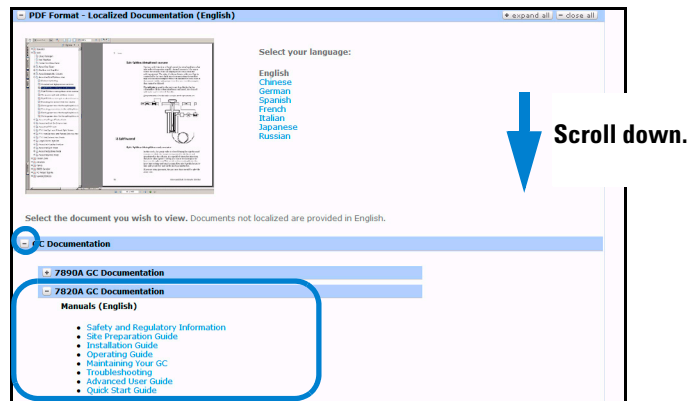 PDF Format - Localized Documentation (English)
expand all
close all
Select your language:
English
Chinese
German
Spanish
French
Italian
Japanese
Russian
Scroll down.
Select the document you wish to view. Documents not localized are provided in English.
GC Documentation
7890A GC Documentation
7820A GC Documentation
Manuals (English)
• Safety and Regulatory Information
• Site Preparation Guide
• Installation Guide
• Operating Guide
• Maintaining Your GC
• Troubleshooting
• Advanced User Guide
• Quick Start Guide